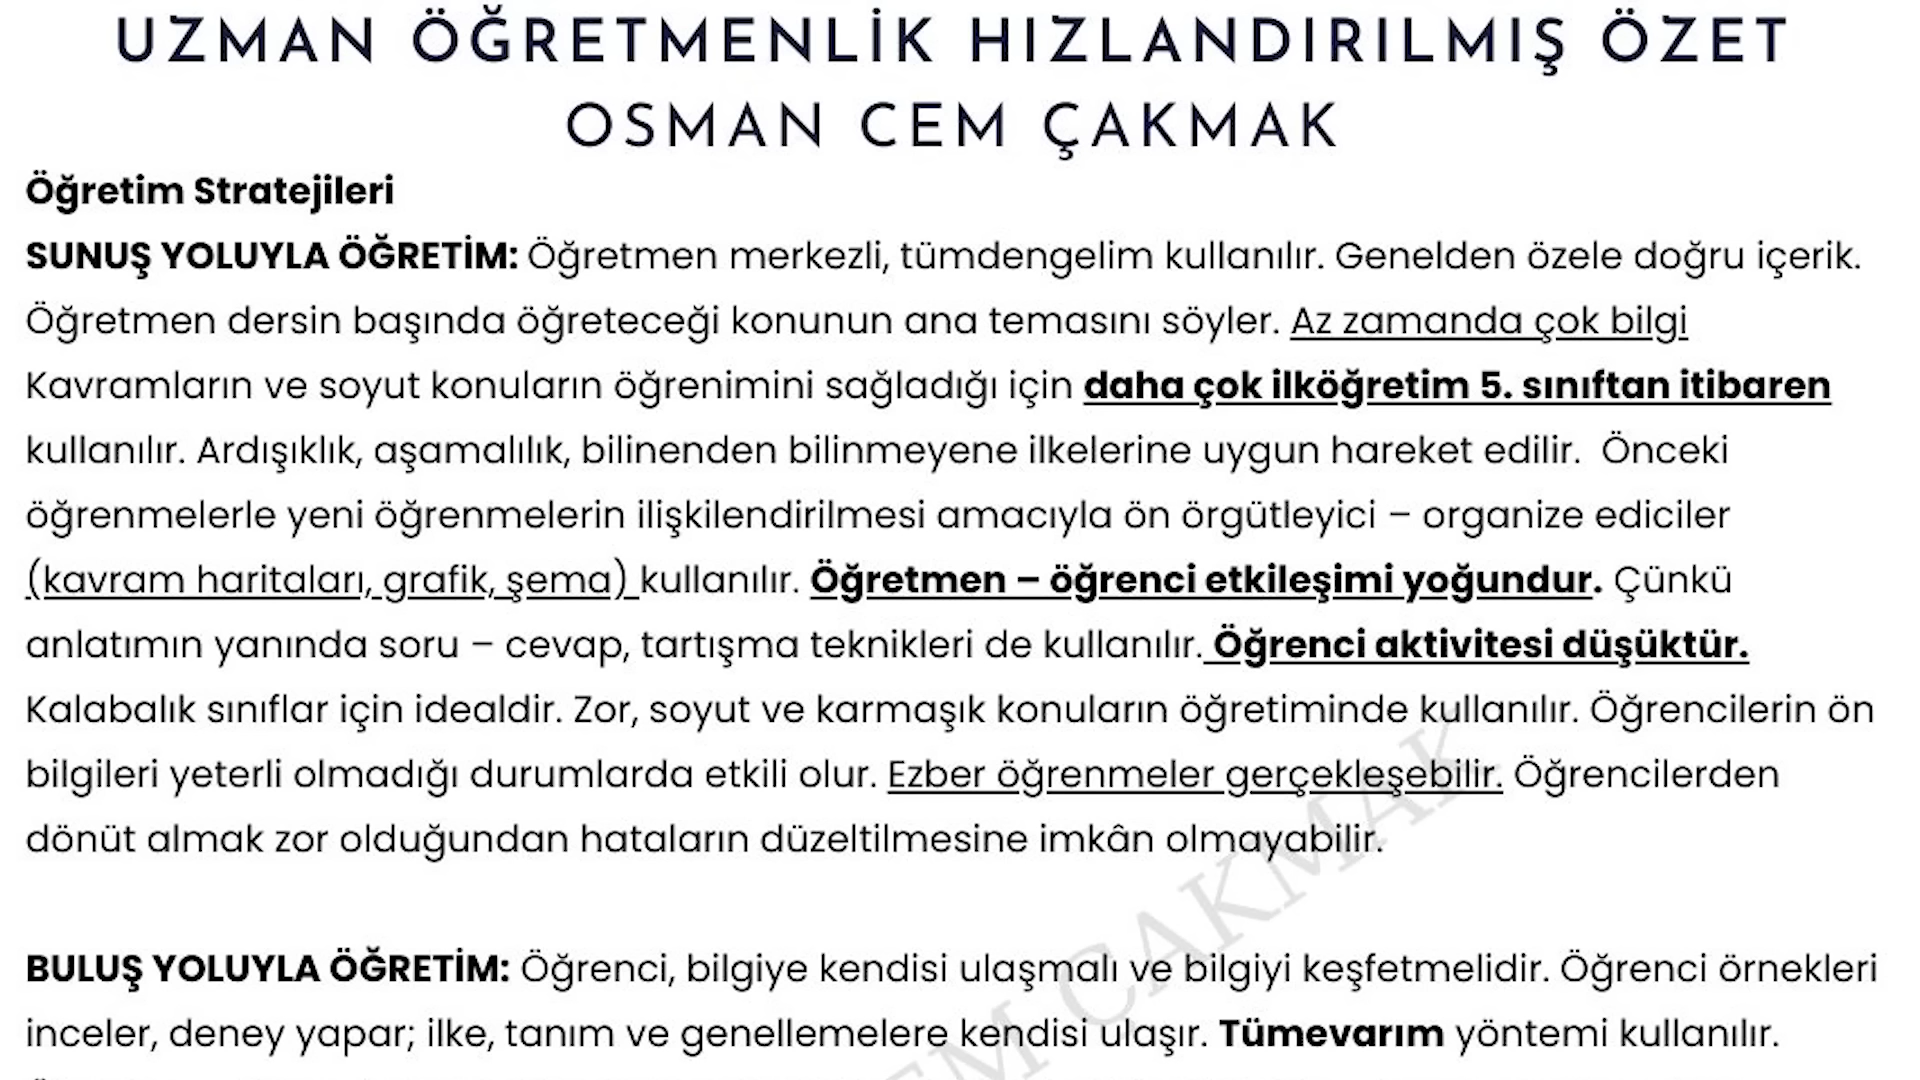 UZMAN ÖĞRETMENLİK HIZLANDIRILMIŞ ÖZET
OSMAN CEM ÇAKMAK
Öğretim Stratejileri
SUNUŞ YOLUYLA ÖĞRETİM: Öğretmen merkezli, tümdengelim kullanılır. Genelden özele doğru içerik.
Öğretmen dersin başında öğreteceği konunun ana temasını söyler. Az zamanda çok bilgi
Kavramların ve soyut konuların öğrenimini sağladığı için daha çok ilköğretim 5. sınıftan itibaren
kullanılır. Ardışıklık, aşamalılık, bilinenden bilinmeyene ilkelerine uygun hareket edilir. Önceki
öğrenmelerle yeni öğrenmelerin ilişkilendirilmesi amacıyla ön örgütleyici – organize ediciler
(kavram haritaları, grafik, şema) kullanılır. Öğretmen – öğrenci etkileşimi yoğundur. Çünkü
anlatımın yanında soru – cevap, tartışma teknikleri de kullanılır. Öğrenci aktivitesi düşüktür.
Kalabalık sınıflar için idealdir. Zor, soyut ve karmaşık konuların öğretiminde kullanılır. Öğrencilerin ön
bilgileri yeterli olmadığı durumlarda etkili olur. Ezber öğrenmeler gerçekleşebilir. Öğrencilerden
dönüt almak zor olduğundan hataların düzeltilmesine imkân olmayabilir.
BULUŞ YOLUYLA ÖĞRETİM: Öğrenci, bilgiye kendisi ulaşmalı ve bilgiyi keşfetmelidir. Öğrenci örnekleri
inceler, deney yapar; ilke, tanım ve genellemelere kendisi ulaşır. Tümevarım yöntemi kullanılır.
EM CAKMAK